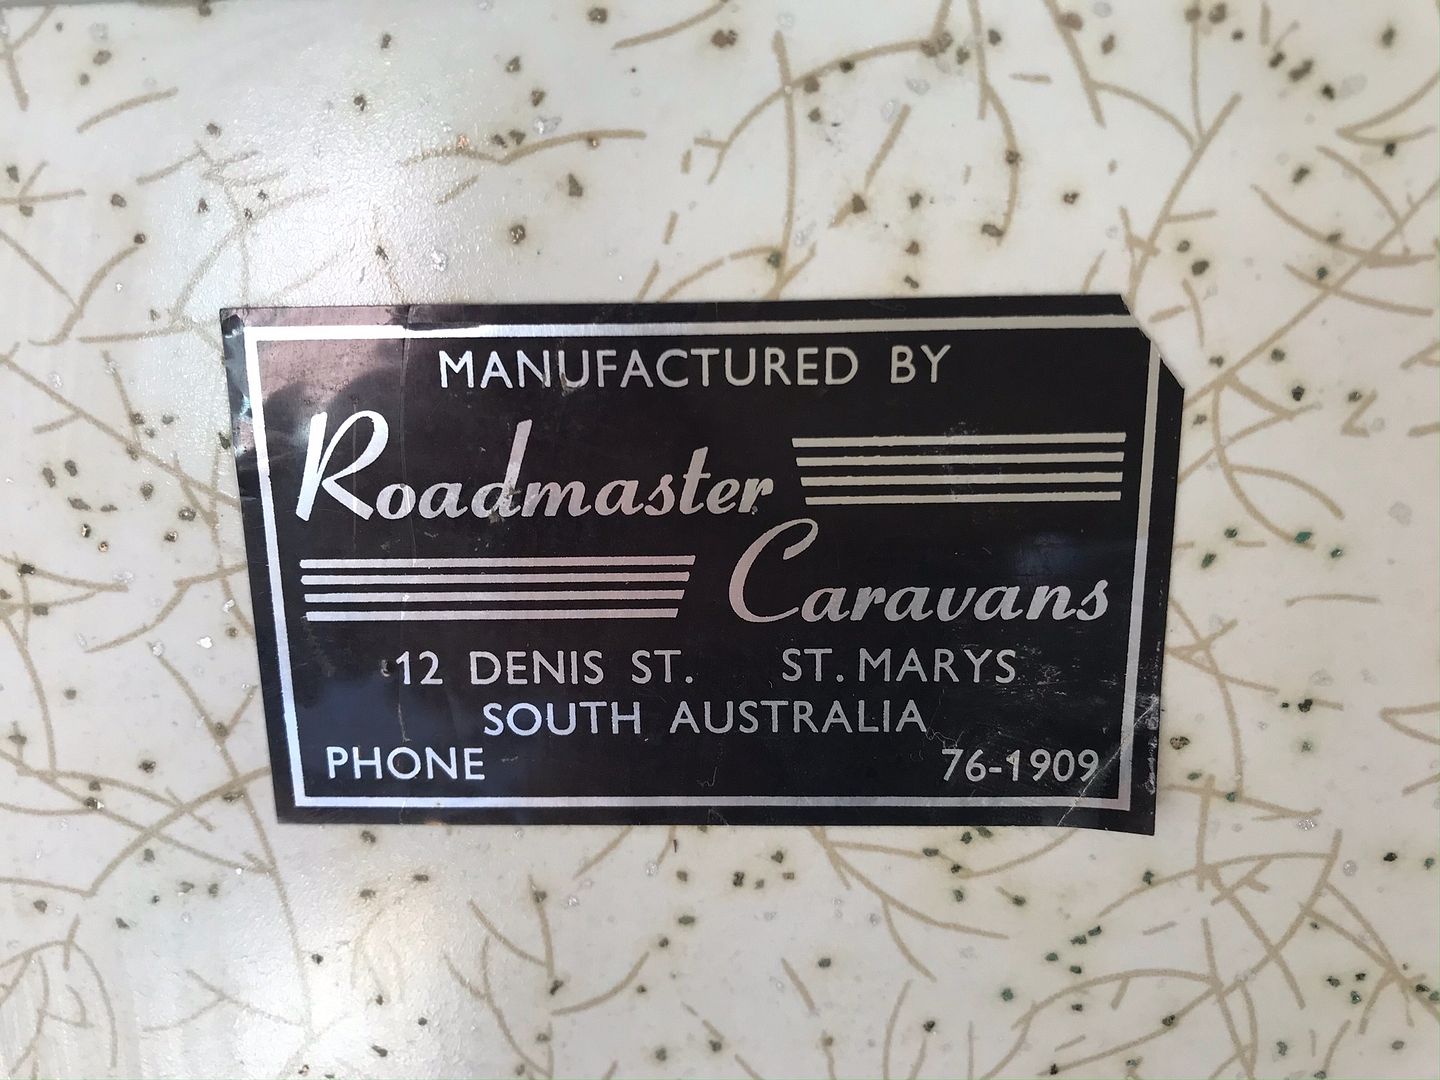 MANUFACTURED BY
Roadmaster
Caravans
12 DENIS ST. ST. MARYS
SOUTH AUSTRALIA
PHONE 76-1909